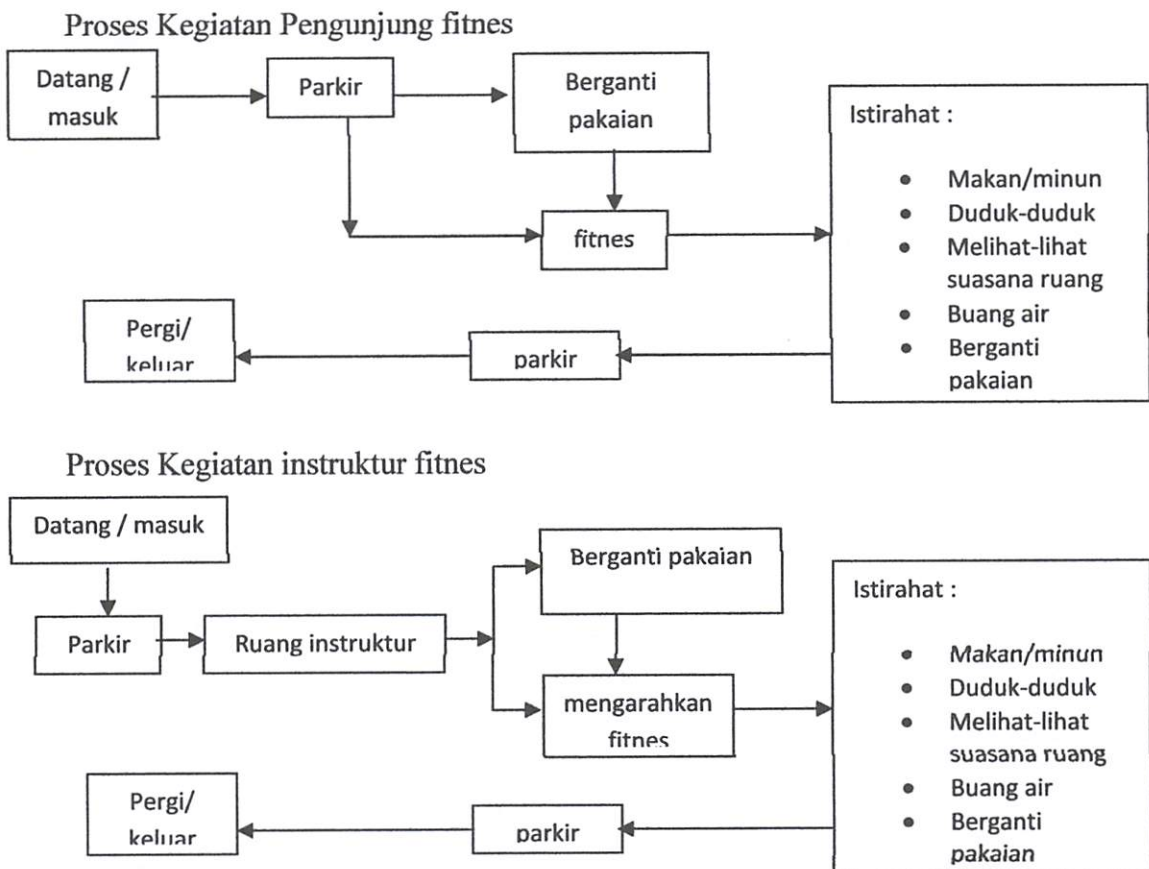 Proses Kegiatan Pengunjung fitnes
Datang /
masuk
Parkir
Berganti
pakaian
fitnes
Istirahat :
• Makan/minun
• Duduk-duduk
• Melihat-lihat
suasana ruang
• Buang air
• Berganti
pakaian
parkir
Pergi/
keluar
Proses Kegiatan instruktur fitnes
Datang / masuk
Parkir
Ruang instruktur
Berganti pakaian
mengarahkan
fitnes
Istirahat :
• Makan/minun
• Duduk-duduk
• Melihat-lihat
suasana ruang
• Buang air
• Berganti
pakaian
parkir
Pergi/
keluar